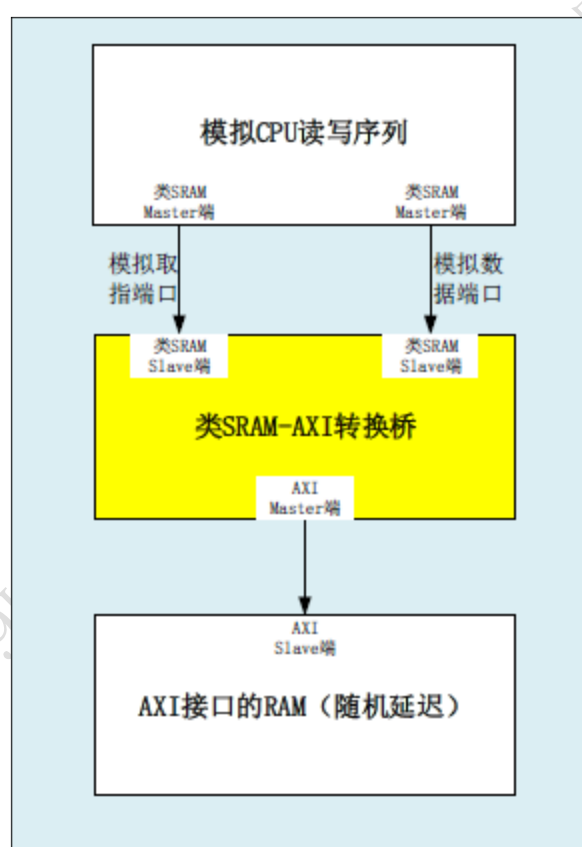 模拟CPU读写序列
类SRAM
Master端
类SRAM
Master端
模拟取
指端口
模拟数
据端口
类SRAM
Slave端
类SRAM
Slave端
类SRAM-AXI转换桥
AXI
Master端
AXI
Slave端
AXI接口的RAM（随机延迟）